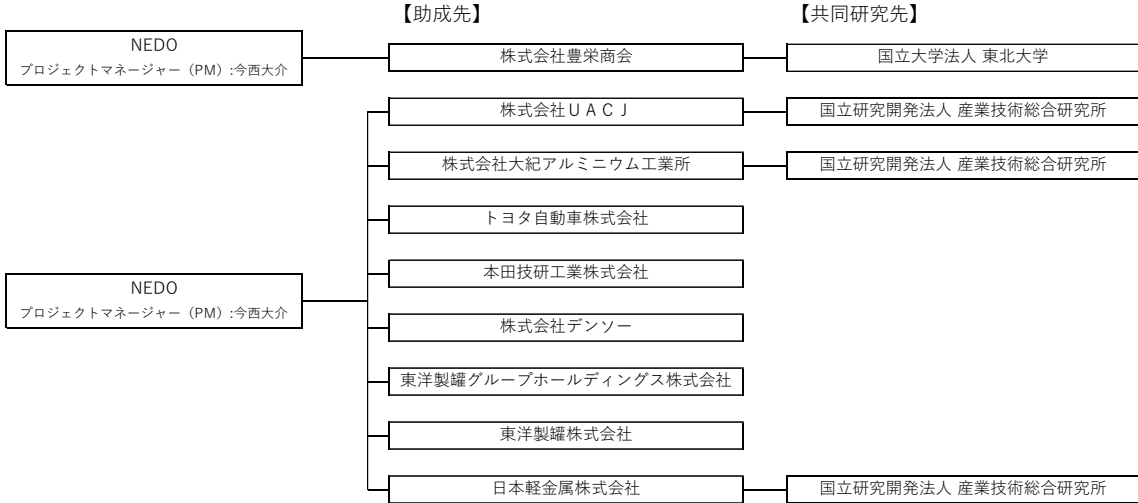 【助成先】
【共同研究先】
NEDO
プロジェクトマネージャー（PM）:今西大介
株式会社豊栄商会
国立大学法人 東北大学
株式会社ＵＡＣＪ
国立研究開発法人 産業技術総合研究所
株式会社大紀アルミニウム工業所
国立研究開発法人 産業技術総合研究所
トヨタ自動車株式会社
本田技研工業株式会社
NEDO
プロジェクトマネージャー（PM）:今西大介
株式会社デンソー
東洋製罐グループホールディングス株式会社
東洋製罐株式会社
日本軽金属株式会社
国立研究開発法人 産業技術総合研究所